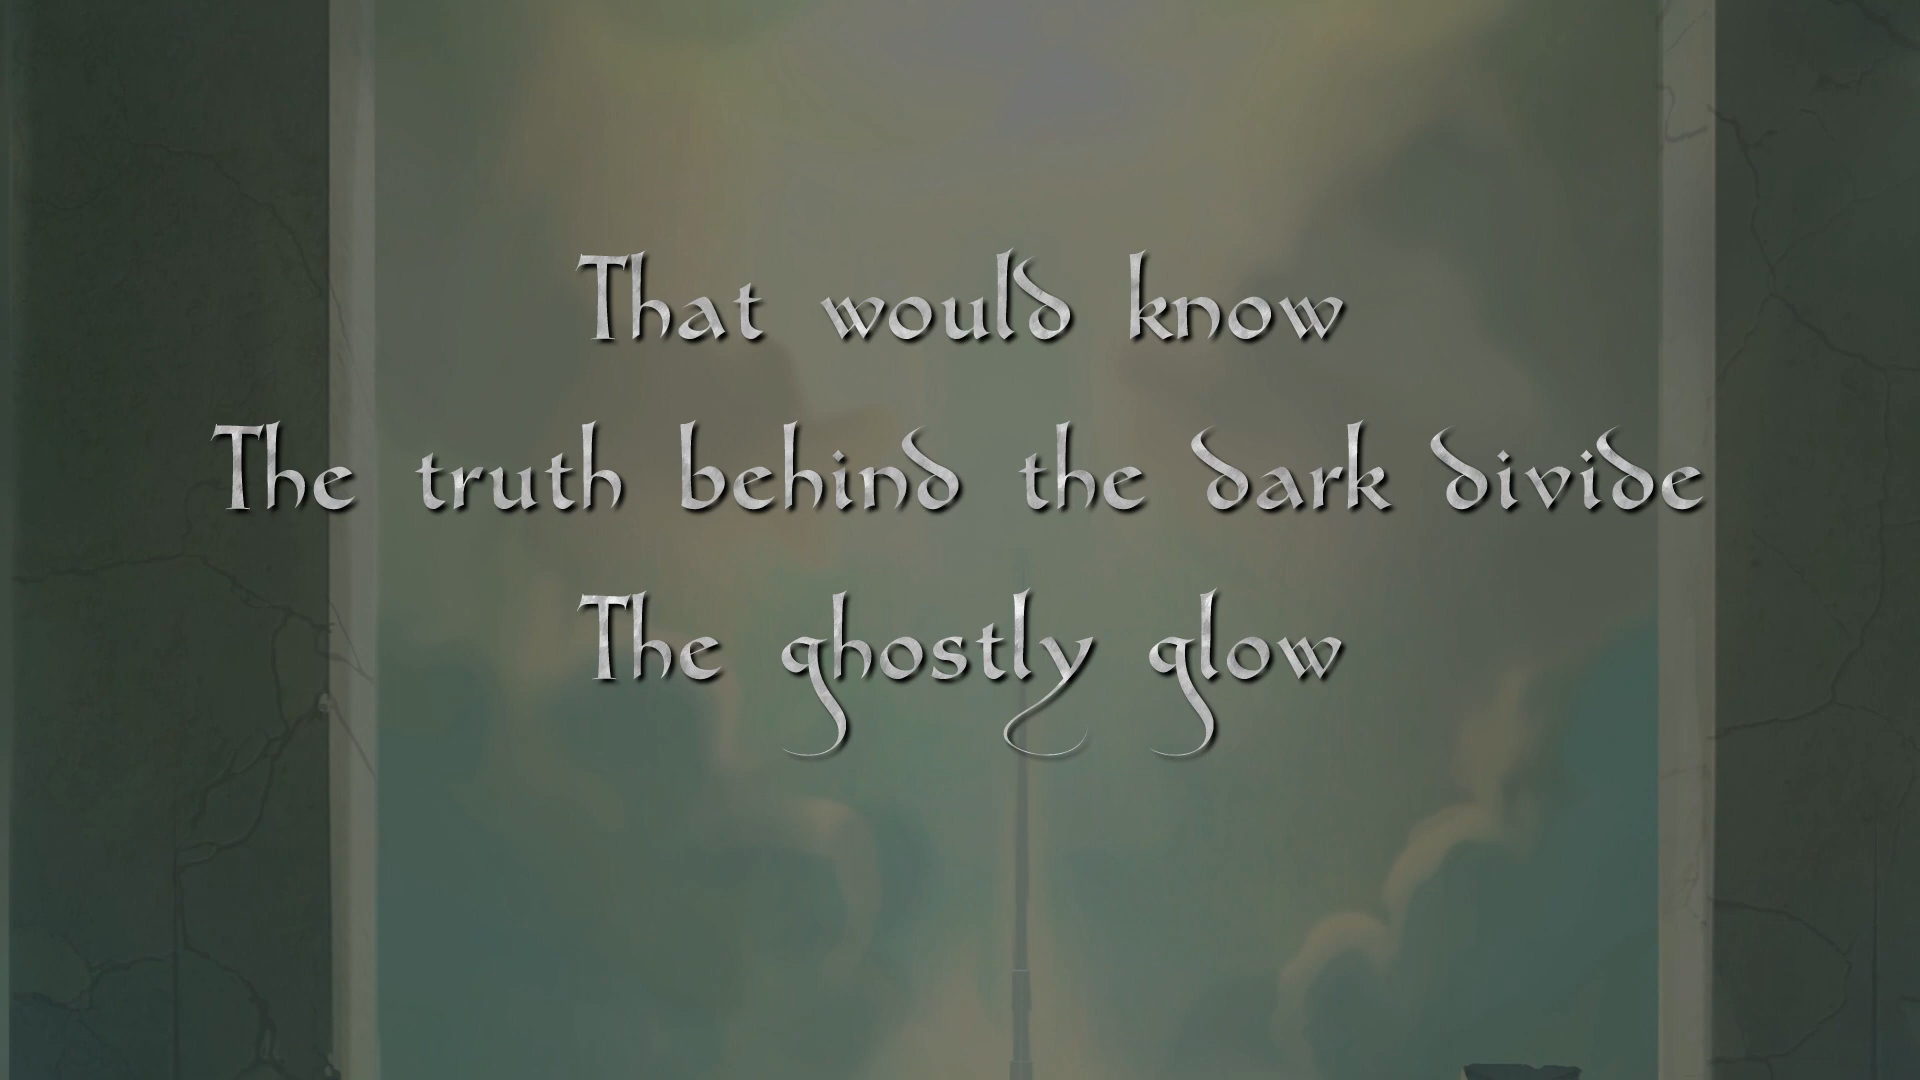 That would know
The truth behind the dark divide
The ghostly glow